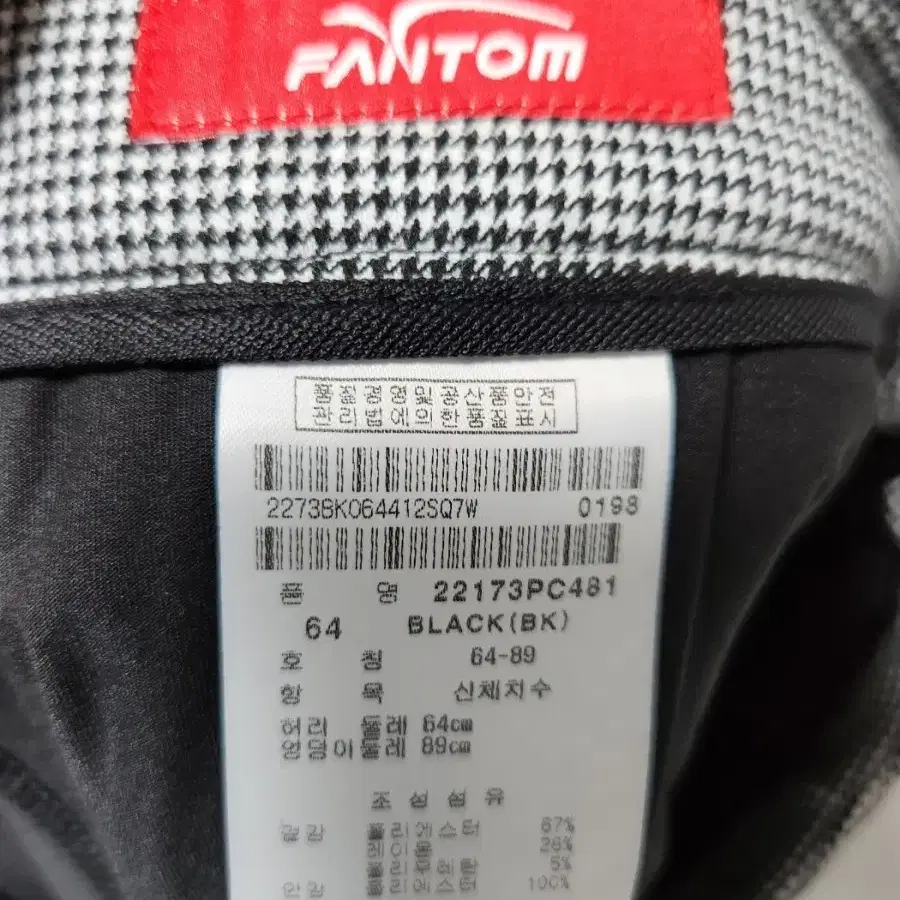 FANTOM
품질경영및공산품안전
관리법에의한품질표시
2273BK064412SQ7W 0198
품 명 22173PC481
64 BLACK(BK)
호 칭 64-89
항 목 신체치수
허리 둘레 64cm
엉덩이둘레 89cm
조 성 섬 유
겉감 폴리에스터 67%
레이온 28%
폴리우레탄 5%
안감 폴리에스터 100%